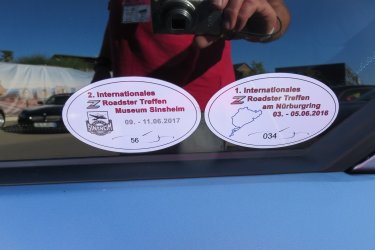 2. Internationales
Z Roadster Treffen
Museum Sinsheim
09. - 11.06.2017
56
1. Internationales
Z Roadster Treffen
am Nürburgring
03. - 05.06.2016
034